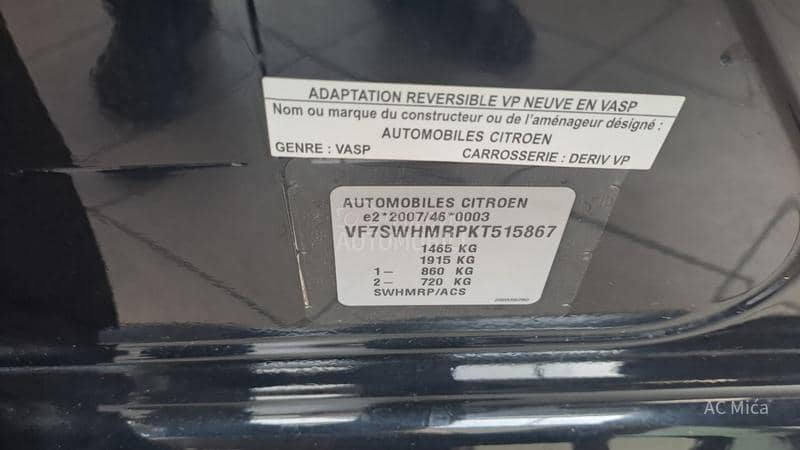 ADAPTATION REVERSIBLE VP NEUVE EN VASP
Nom ou marque du constructeur ou de l'aménageur désigné :
AUTOMOBILES CITROEN
GENRE : VASP CARROSSERIE : DERIV VP
AUTOMOBILES CITROEN
e2*2007/46*0003
VF7SWHMRPKT515867
1465 KG
1915 KG
1— 860 KG
2— 720 KG
SWHMRP/ACS
AC Mića